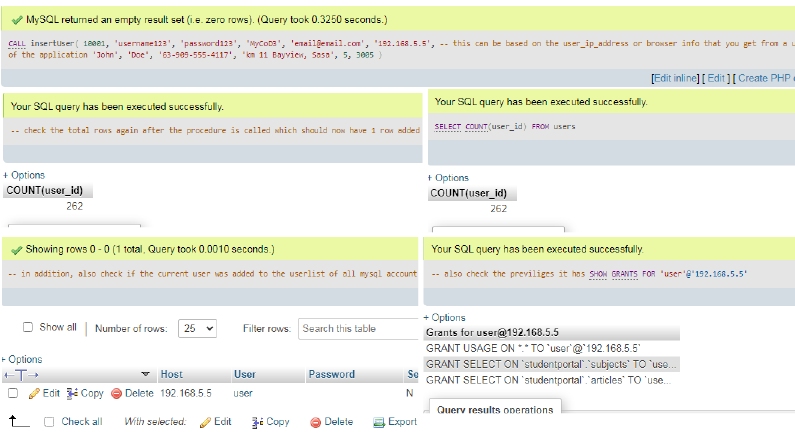 MySQL returned an empty result set (i.e. zero rows). (Query took 0.3250 seconds.)
CALL insertUser( 10001, 'username123', 'password123', 'MyCoDB', 'email@email.com', '192.168.5.5', -- this can be based on the user_ip_address or browser info that you get from a u
of the application 'John', 'Doe', '63-909-555-4117', 'km 11 Bayview, Sasa', 5, 3005 )
[Edit inline] [ Edit ] [ Create PHP
Your SQL query has been executed successfully.
-- check the total rows again after the procedure is called which should now have 1 row added
+ Options
COUNT(user_id)
262
Your SQL query has been executed successfully.
SELECT COUNT(user_id) FROM users
+ Options
COUNT(user_id)
262
Showing rows 0 - 0 (1 total, Query took 0.0010 seconds.)
-- in addition, also check if the current user was added to the userlist of all mysql account
Show all | Number of rows: 25 Filter rows: Search this table
+ Options
←T→ Host User Password Se
Edit Copy Delete 192.168.5.5 user N
Check all With selected: Edit Copy Delete Export
Your SQL query has been executed successfully.
-- also check the previliges it has SHOW GRANTS FOR 'user'@'192.168.5.5'
+ Options
Grants for user@192.168.5.5
GRANT USAGE ON *.* TO `user`@`192.168.5.5`
GRANT SELECT ON `studentportal`.`subjects` TO `use...
GRANT SELECT ON `studentportal`.`articles` TO `use...
Query results operations